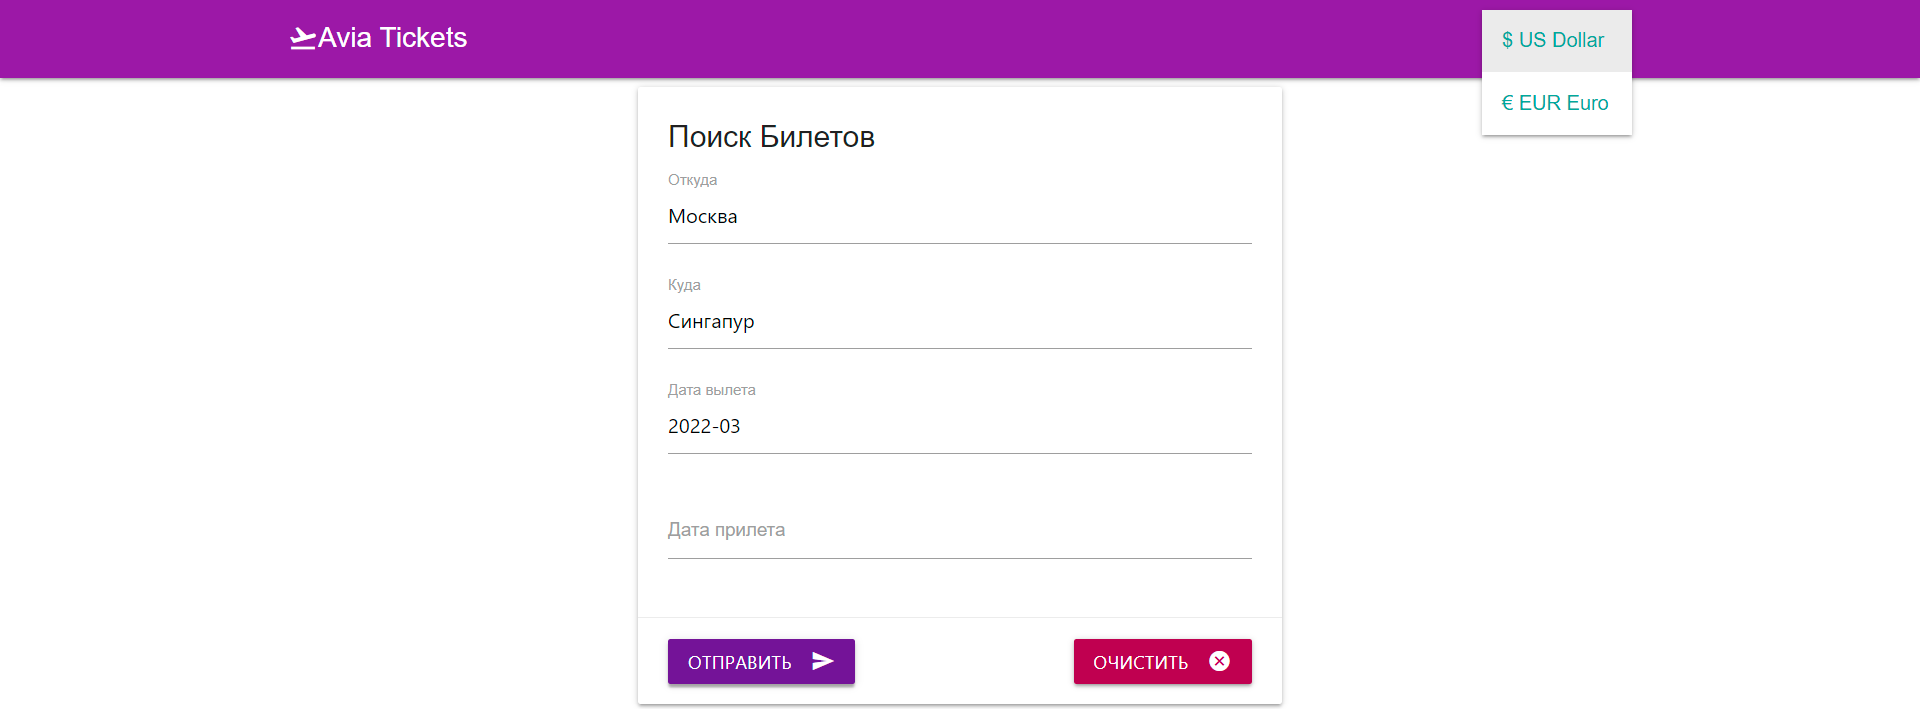 Avia Tickets
$ US Dollar
€ EUR Euro
Поиск Билетов
Откуда
Москва
Куда
Сингапур
Дата вылета
2022-03
Дата прилета
ОТПРАВИТЬ
ОЧИСТИТЬ